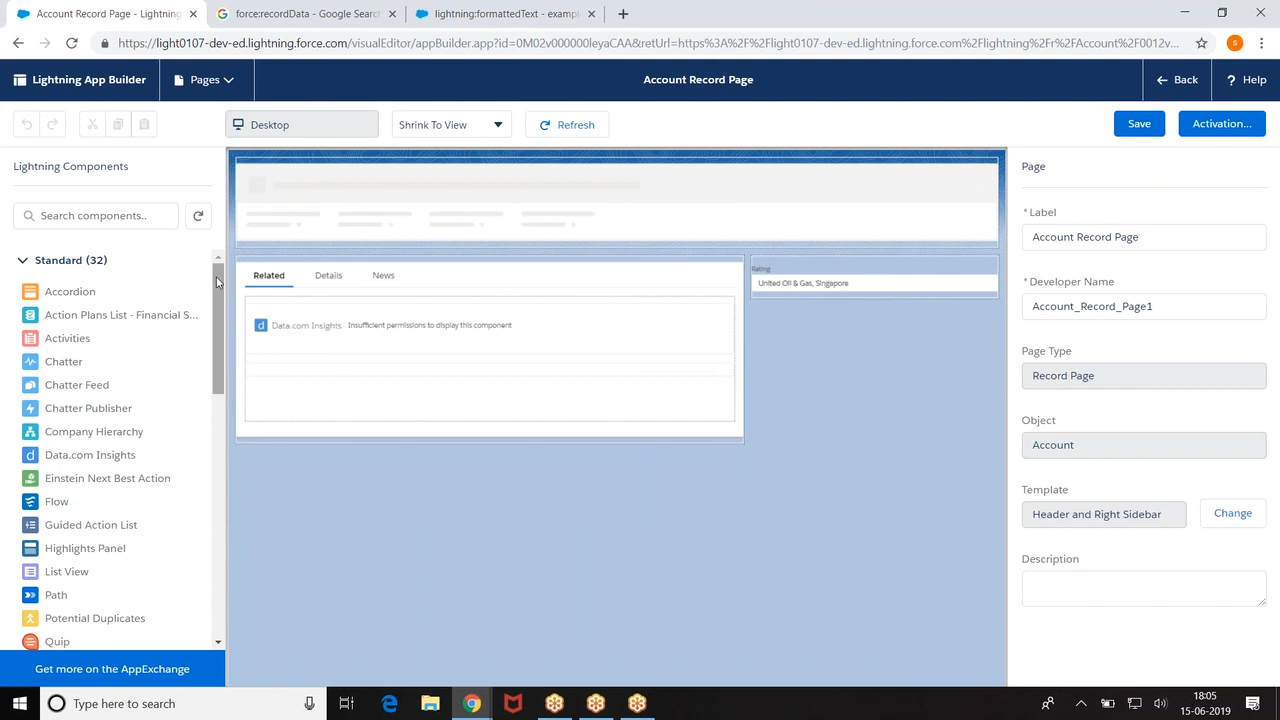 Account Record Page - Lightning
force:recordData - Google Searc
lightning:formattedText - exampl
https://light0107-dev-ed.lightning.force.com/visualEditor/appBuilder.app?id=0M02v000000leyaCAA&retUrl=https%3A%2F%2Flight0107-dev-ed.lightning.force.com%2Flightning%2Fr%2FAccount%2F0012v...
S
Lightning App Builder
Pages
Account Record Page
Back
? Help
Desktop
Shrink To View
Refresh
Save
Activation...
Lightning Components
Search components..
Standard (32)
Accordion
Action Plans List - Financial S...
Activities
Chatter
Chatter Feed
Chatter Publisher
Company Hierarchy
d Data.com Insights
Einstein Next Best Action
Flow
Guided Action List
Highlights Panel
List View
Path
Potential Duplicates
Quip
Get more on the AppExchange
Related
Details
News
d Data.com Insights Insufficient permissions to display this component
Rating
United Oil & Gas, Singapore
Page
* Label
Account Record Page
* Developer Name
Account_Record_Page1
Page Type
Record Page
Object
Account
Template
Header and Right Sidebar
Change
Description
Type here to search
18:05
15-06-2019